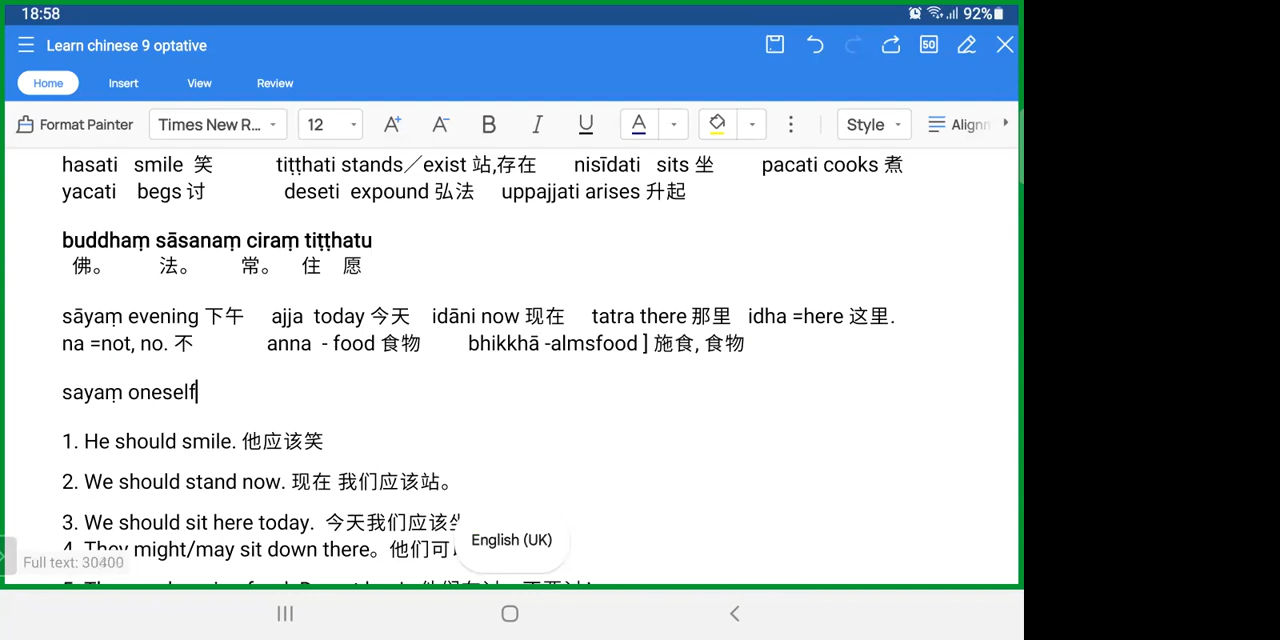 18:58
92%
Learn chinese 9 optative
50
Home Insert View Review
Format Painter Times New R... 12 A+ A- B I U A Style Alignn
hasati smile 笑 tiṭṭhati stands／exist 站,存在 nisīdati sits 坐 pacati cooks 煮
yacati begs 讨 deseti expound 弘法 uppajjati arises 升起
buddhaṃ sāsanaṃ ciraṃ tiṭṭhatu
佛。 法。 常。 住 愿
sāyaṃ evening 下午 ajja today 今天 idāni now 现在 tatra there 那里 idha =here 这里.
na =not, no. 不 anna - food 食物 bhikkhā -almsfood ] 施食, 食物
sayaṃ oneself
1. He should smile. 他应该笑
2. We should stand now. 现在 我们应该站。
3. We should sit here today. 今天我们应该
4. They might/may sit down there。他们可
English (UK)
Full text: 30400